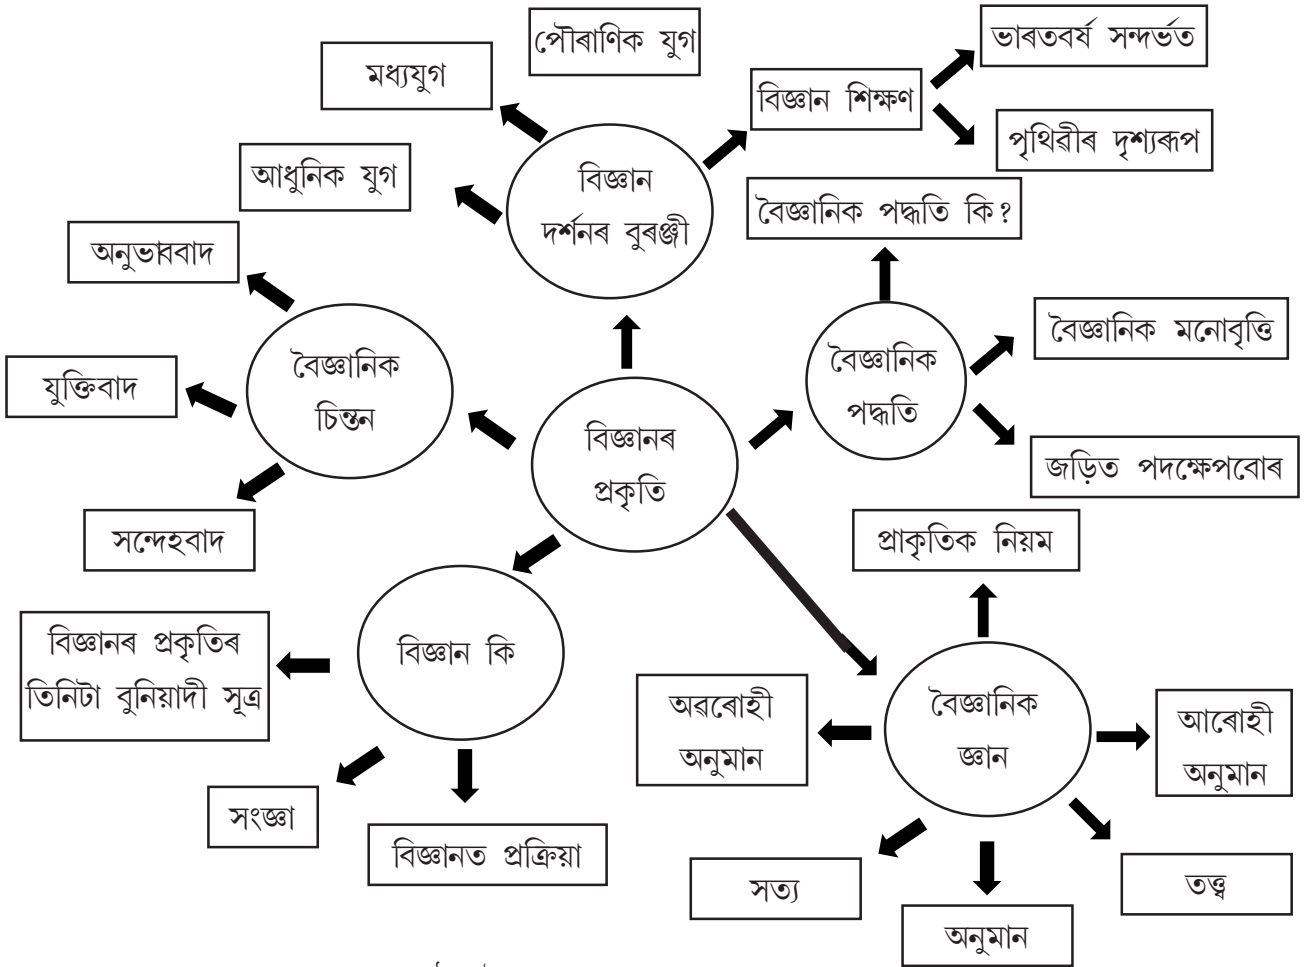 পৌৰাণিক যুগ
ভাৰতবৰ্ষ সন্দৰ্ভত
মধ্যযুগ
বিজ্ঞান শিক্ষণ
পৃথিৱীৰ দৃশ্যৰূপ
আধুনিক যুগ
বিজ্ঞান
দৰ্শনৰ বুৰঞ্জী
বৈজ্ঞানিক পদ্ধতি কি?
অনুভাববাদ
বৈজ্ঞানিক
চিন্তন
বৈজ্ঞানিক
পদ্ধতি
বৈজ্ঞানিক মনোবৃত্তি
যুক্তিবাদ
বিজ্ঞানৰ
প্ৰকৃতি
জড়িত পদক্ষেপবোৰ
সন্দেহবাদ
প্ৰাকৃতিক নিয়ম
বিজ্ঞানৰ প্ৰকৃতিৰ
তিনিটা বুনিয়াদী সূত্ৰ
বিজ্ঞান কি
অৱৰোহী
অনুমান
বৈজ্ঞানিক
জ্ঞান
আৰোহী
অনুমান
সংজ্ঞা
বিজ্ঞানত প্ৰক্ৰিয়া
সত্য
তত্ত্ব
অনুমান